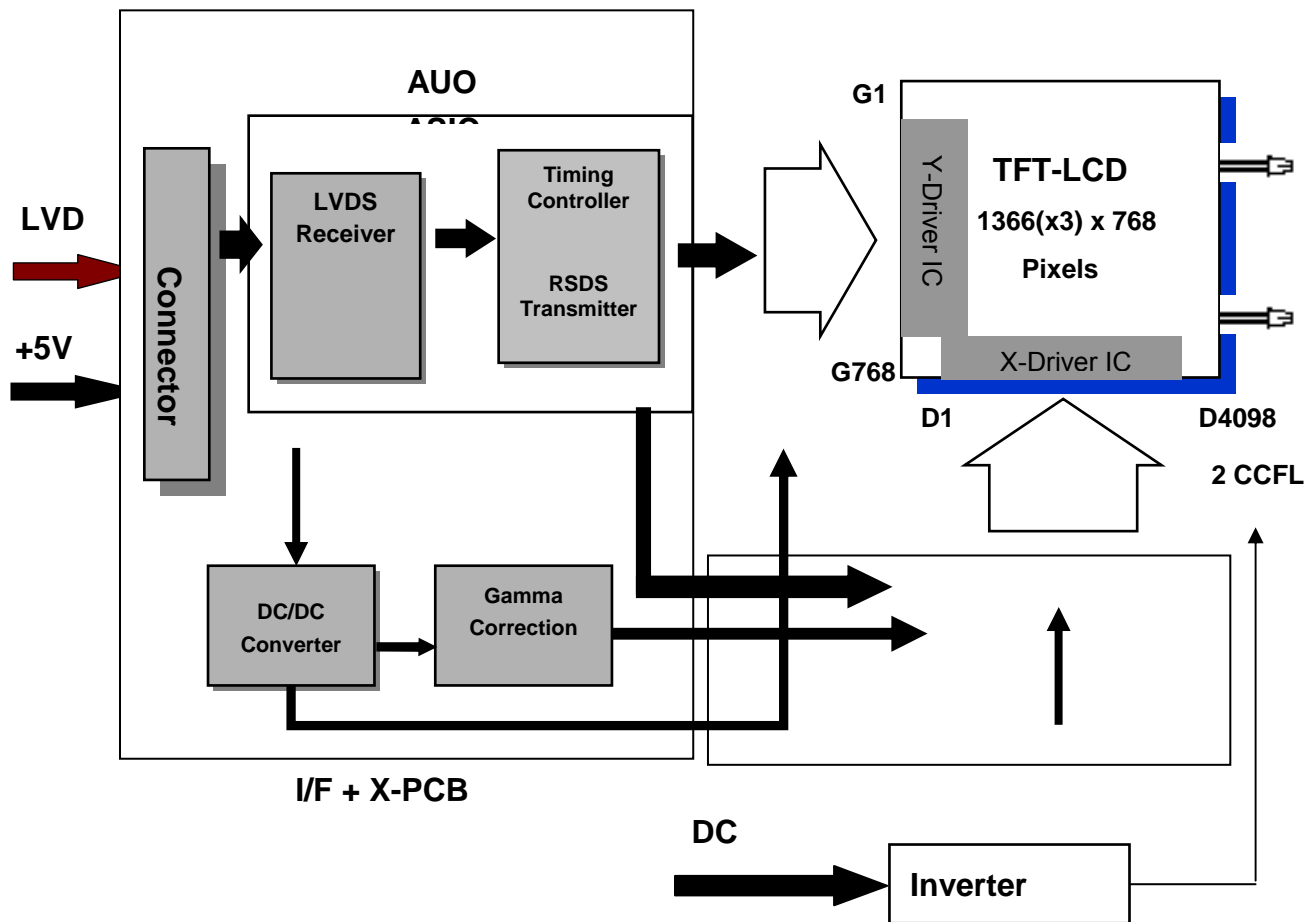 AUO
ASIC
G1
Connector
LVDS
Receiver
Timing
Controller
RSDS
Transmitter
LVD
+5V
Y-Driver IC
TFT-LCD
1366(x3) x 768
Pixels
X-Driver IC
G768
D1
D4098
2 CCFL
DC/DC
Converter
Gamma
Correction
I/F + X-PCB
DC
Inverter